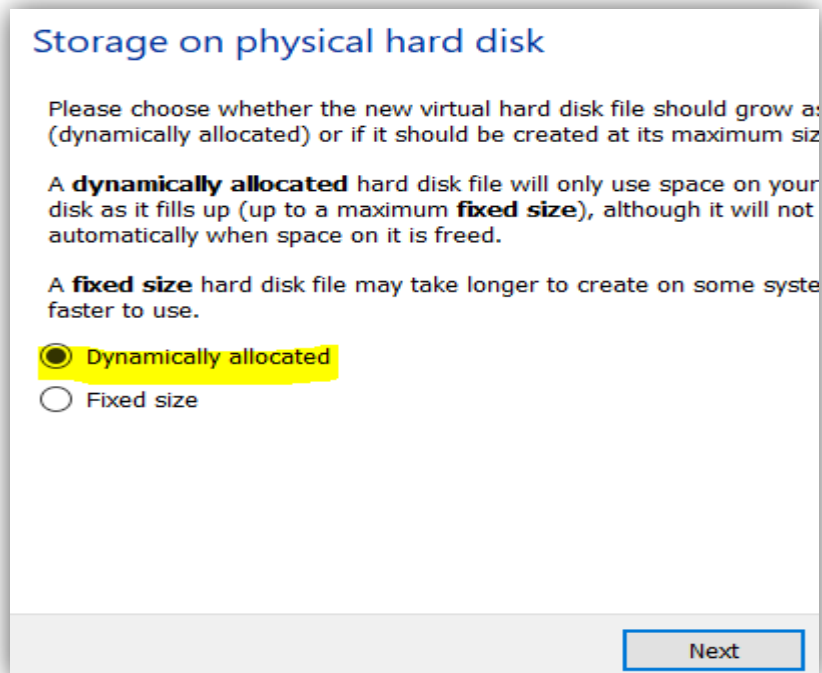 Storage on physical hard disk
Please choose whether the new virtual hard disk file should grow as
(dynamically allocated) or if it should be created at its maximum siz
A dynamically allocated hard disk file will only use space on your
disk as it fills up (up to a maximum fixed size), although it will not
automatically when space on it is freed.
A fixed size hard disk file may take longer to create on some syste
faster to use.
Dynamically allocated
Fixed size
Next